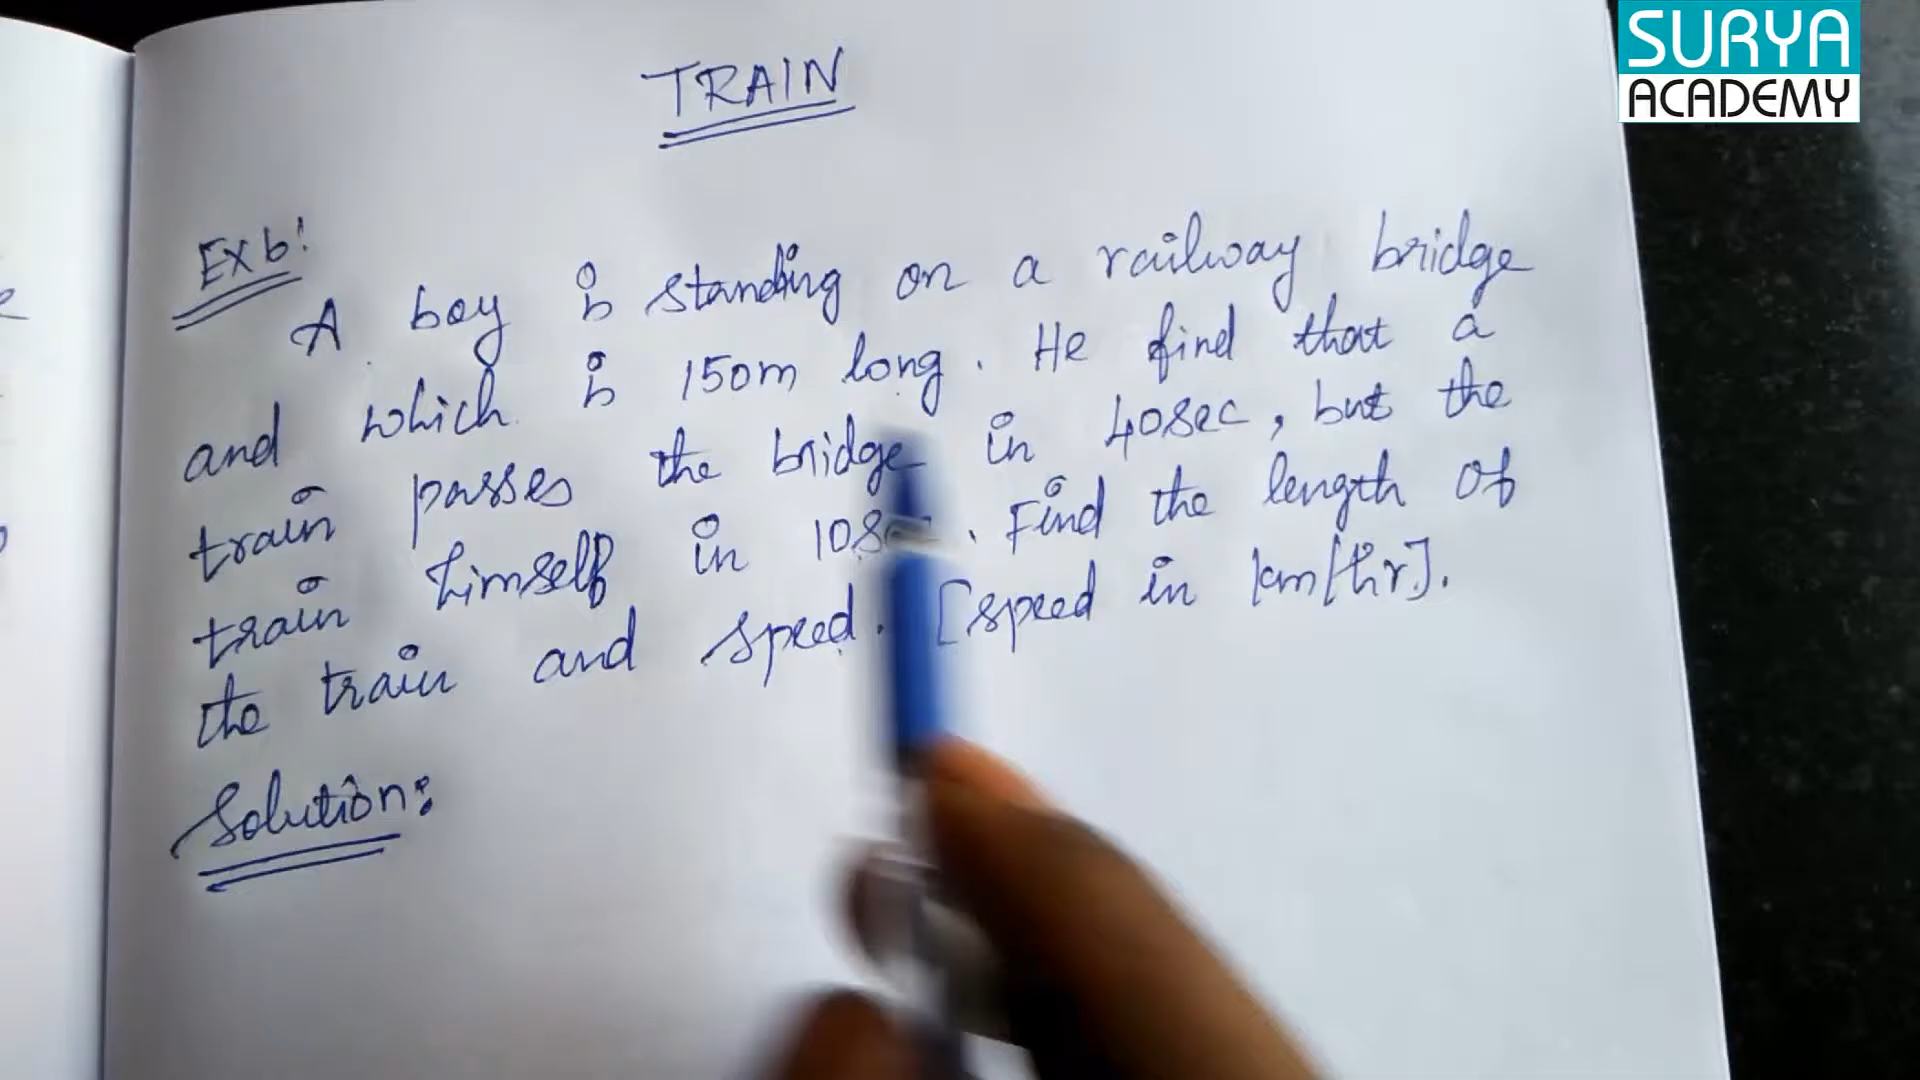 SURYA
ACADEMY
TRAIN
Ex 6:
A boy is standing on a railway bridge
and which is 150m long. He find that a
train passes the bridge in 40sec, but the
train himself in 10sec. Find the length of
the train and speed. [speed in km/hr].
Solution: